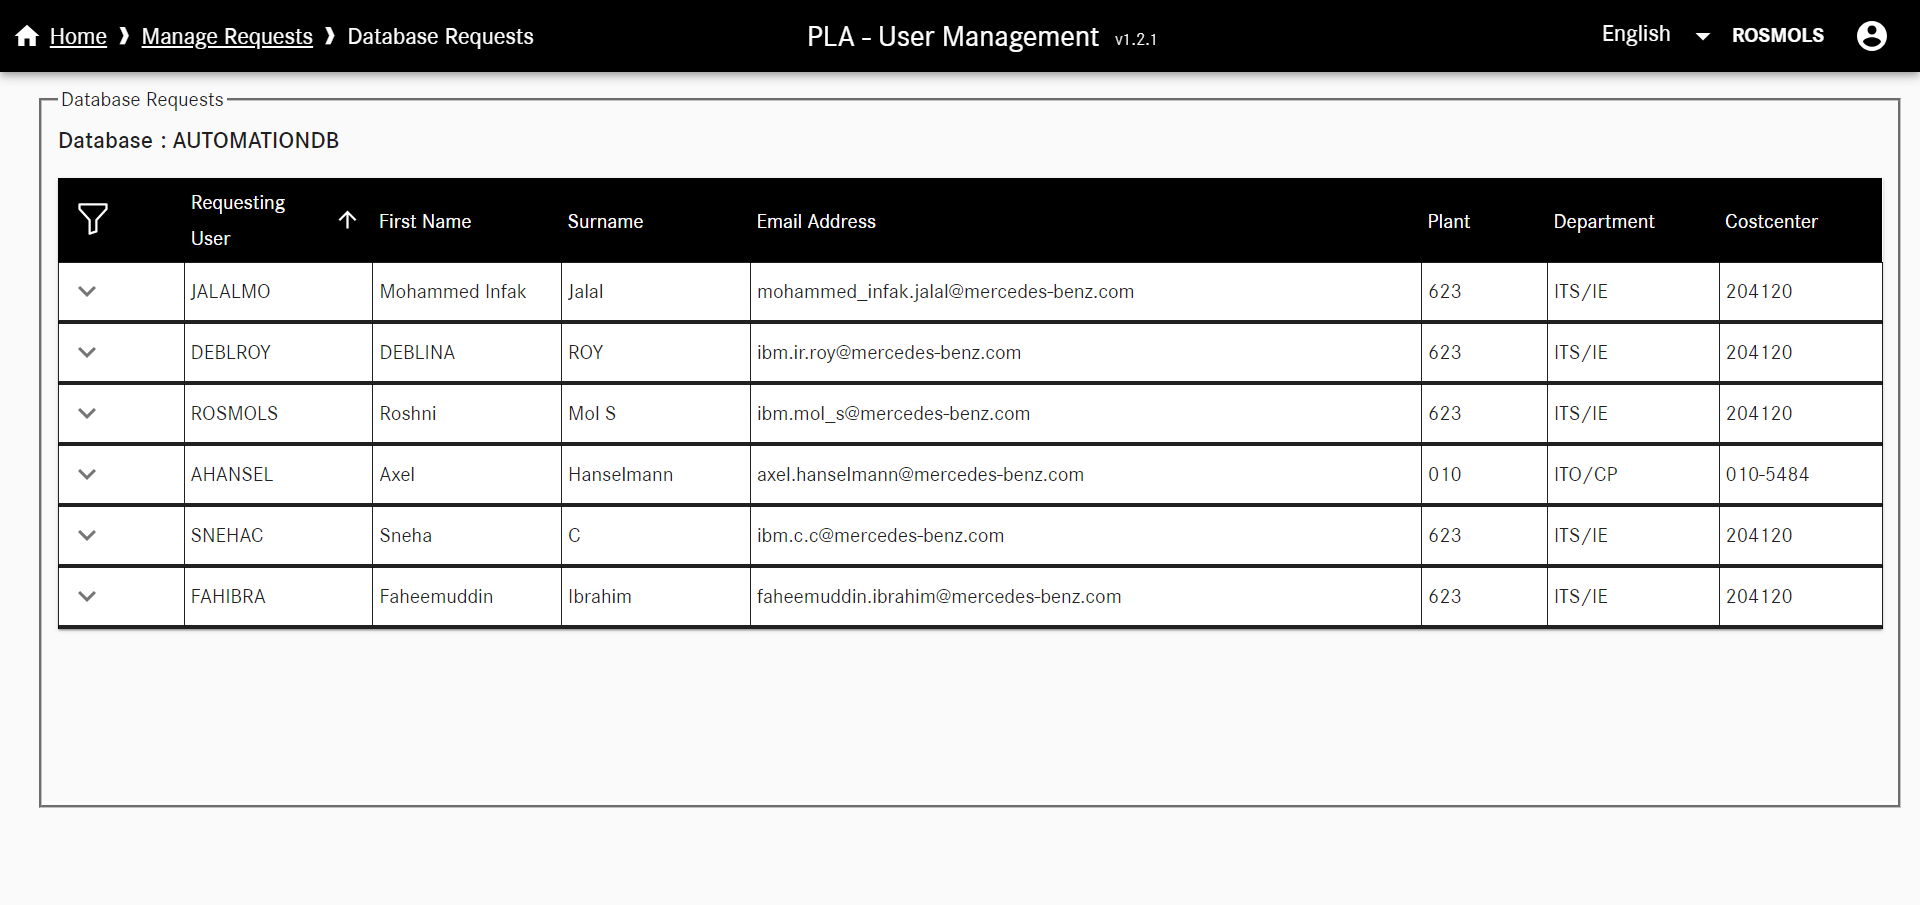 Home ❱ Manage Requests ❱ Database Requests
PLA - User Management v1.2.1
English
ROSMOLS
Database Requests
Database : AUTOMATIONDB
Requesting User First Name Surname Email Address Plant Department Costcenter
JALALMO Mohammed Infak Jalal mohammed_infak.jalal@mercedes-benz.com 623 ITS/IE 204120
DEBLROY DEBLINA ROY ibm.ir.roy@mercedes-benz.com 623 ITS/IE 204120
ROSMOLS Roshni Mol S ibm.mol_s@mercedes-benz.com 623 ITS/IE 204120
AHANSEL Axel Hanselmann axel.hanselmann@mercedes-benz.com 010 ITO/CP 010-5484
SNEHAC Sneha C ibm.c.c@mercedes-benz.com 623 ITS/IE 204120
FAHIBRA Faheemuddin Ibrahim faheemuddin.ibrahim@mercedes-benz.com 623 ITS/IE 204120